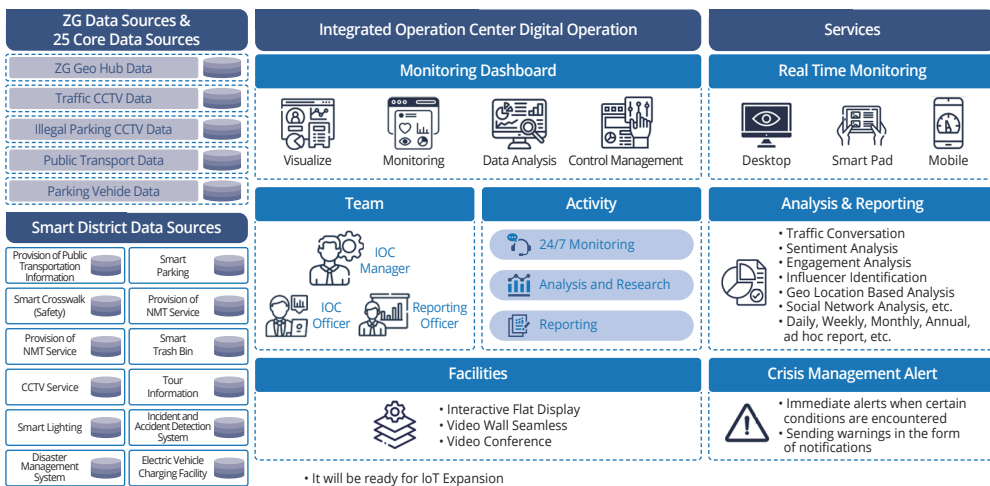 ZG Data Sources &
25 Core Data Sources
ZG Geo Hub Data
Traffic CCTV Data
Illegal Parking CCTV Data
Public Transport Data
Parking Vehide Data
Smart District Data Sources
Provision of Public
Transportation
Information
Smart
Parking
Smart Crosswalk
(Safety)
Provision of
NMT Service
Provision of
NMT Service
Smart
Trash Bin
CCTV Service
Tour
Information
Smart Lighting
Incident and
Accident Detection
System
Disaster
Management
System
Electric Vehicle
Charging Facility
Integrated Operation Center Digital Operation
Monitoring Dashboard
Visualize
Monitoring
Data Analysis
Control Management
Team
IOC
Manager
IOC
Officer
Reporting
Officer
Activity
24/7 Monitoring
Analysis and Research
Reporting
Facilities
• Interactive Flat Display
• Video Wall Seamless
• Video Conference
• It will be ready for IoT Expansion
Services
Real Time Monitoring
Desktop
Smart Pad
Mobile
Analysis & Reporting
• Traffic Conversation
• Sentiment Analysis
• Engagement Analysis
• Influencer Identification
• Geo Location Based Analysis
• Social Network Analysis, etc.
• Daily, Weekly, Monthly, Annual,
ad hoc report, etc.
Crisis Management Alert
• Immediate alerts when certain
conditions are encountered
• Sending warnings in the form
of notifications